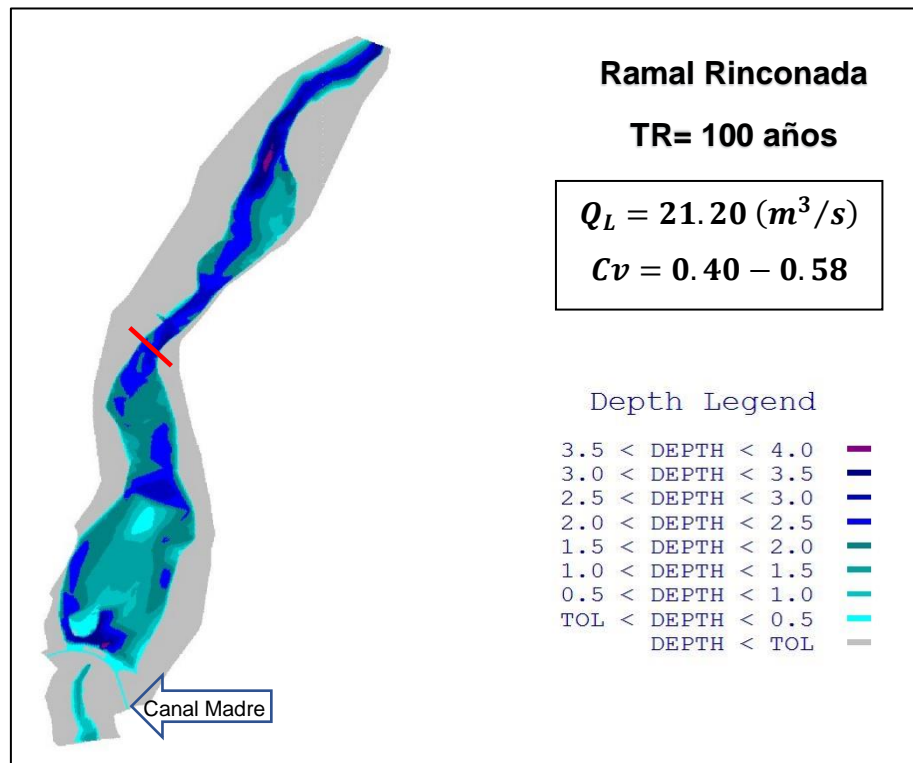 Ramal Rinconada
TR= 100 años
Q_L = 21.20 (m³/s)
Cv = 0.40 − 0.58
Depth Legend
3.5 < DEPTH < 4.0
3.0 < DEPTH < 3.5
2.5 < DEPTH < 3.0
2.0 < DEPTH < 2.5
1.5 < DEPTH < 2.0
1.0 < DEPTH < 1.5
0.5 < DEPTH < 1.0
TOL < DEPTH < 0.5
DEPTH < TOL
Canal Madre